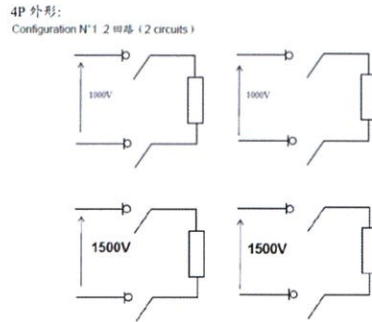 4P 外形:
Configuration N°1 .2 回路 ( 2 circuits )
1000V
1000V
1500V
1500V